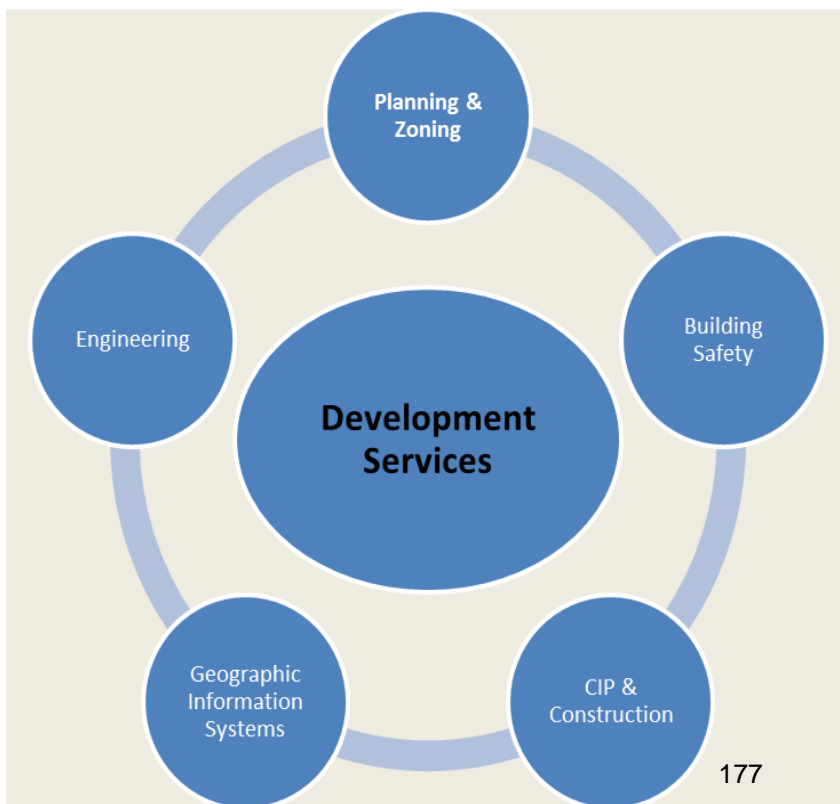 Planning &
Zoning
Engineering
Building
Safety
Development
Services
Geographic
Information
Systems
CIP &
Construction
177